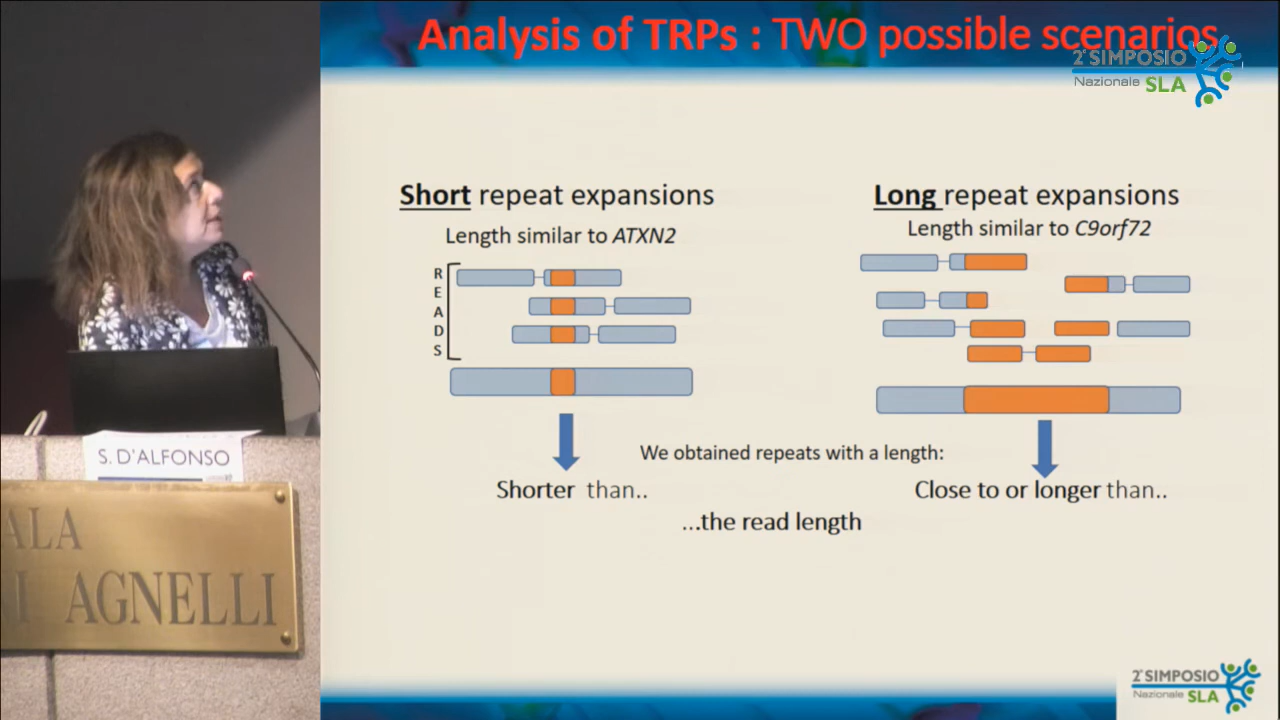 Analysis of TRPs : TWO possible scenarios
2° SIMPOSIO
Nazionale SLA
Short repeat expansions
Length similar to ATXN2
READS
Long repeat expansions
Length similar to C9orf72
We obtained repeats with a length:
Shorter than..
Close to or longer than..
...the read length
S. D'ALFONSO
ALA
I AGNELLI
2° SIMPOSIO
Nazionale SLA